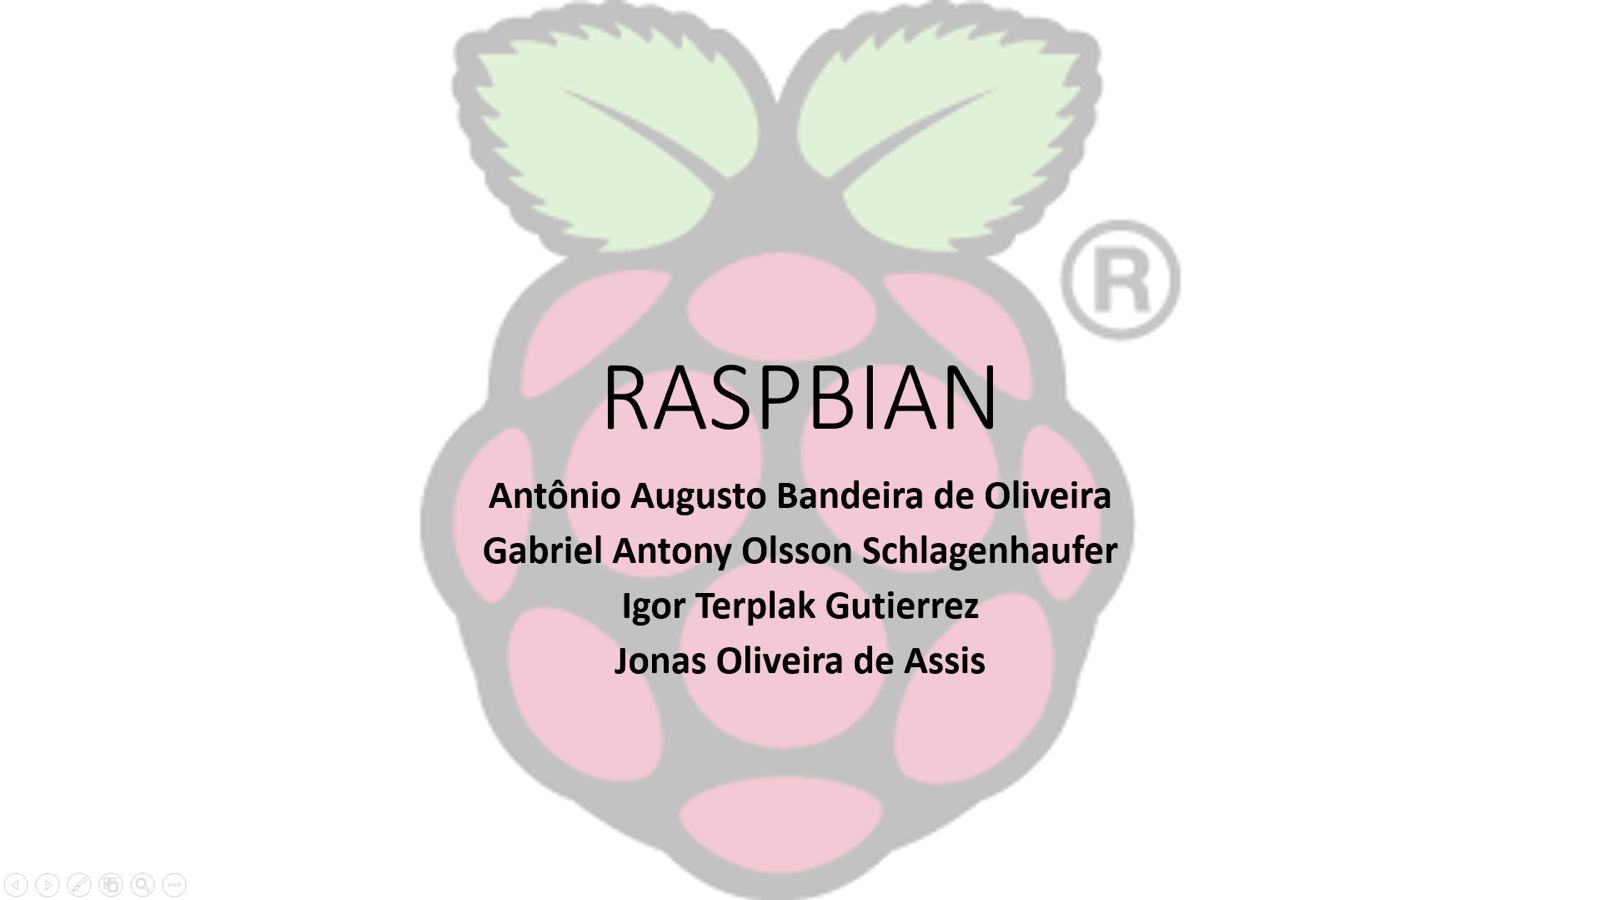 ®
RASPBIAN
Antônio Augusto Bandeira de Oliveira
Gabriel Antony Olsson Schlagenhaufer
Igor Terplak Gutierrez
Jonas Oliveira de Assis